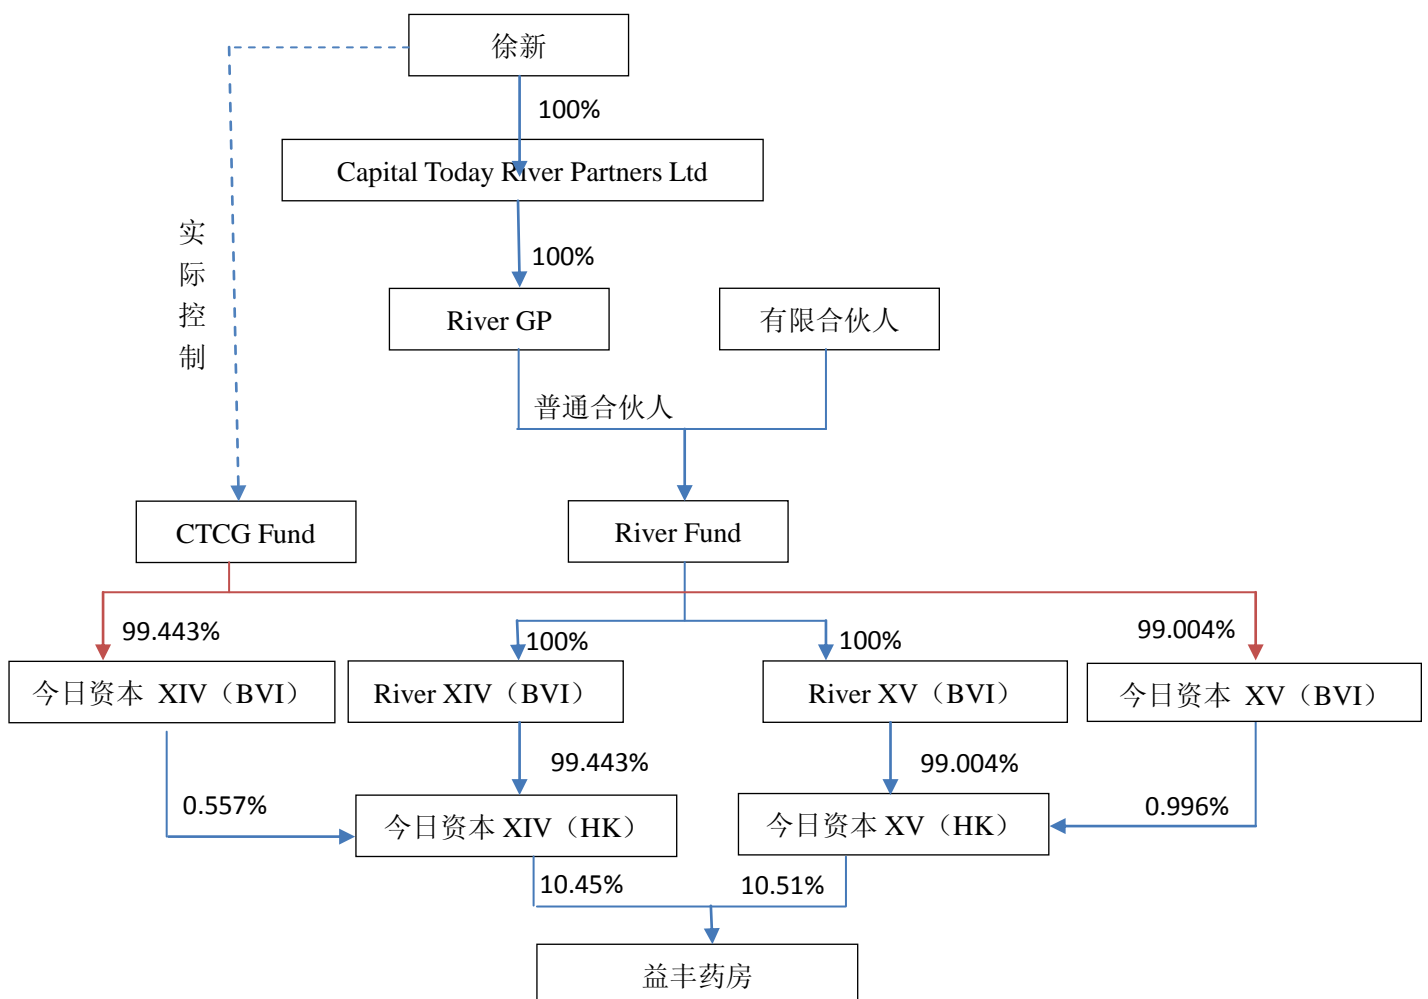 徐新
100%
Capital Today River Partners Ltd
实际控制
100%
River GP
有限合伙人
普通合伙人
CTCG Fund
River Fund
99.443%
100%
100%
99.004%
今日资本 XIV（BVI）
River XIV（BVI）
River XV（BVI）
今日资本 XV（BVI）
99.443%
99.004%
0.557%
0.996%
今日资本 XIV（HK）
今日资本 XV（HK）
10.45%
10.51%
益丰药房